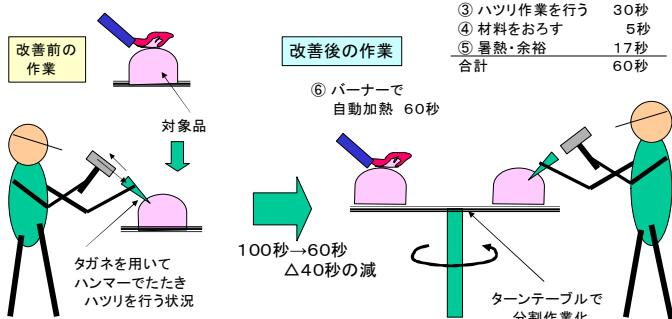 ③ ハツリ作業を行う 30秒
④ 材料をおろす 5秒
⑤ 暑熱・余裕 17秒
合計 60秒
改善前の
作業
改善後の作業
⑥ バーナーで
自動加熱 60秒
対象品
100秒→60秒
△40秒の減
タガネを用いて
ハンマーでたたき
ハツリを行う状況
ターンテーブルで
分割作業化